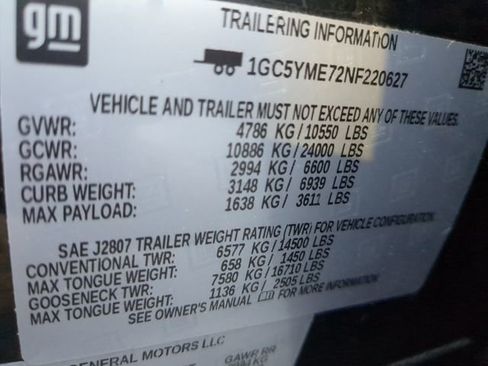 gm
TRAILERING INFORMATION
1GC5YME72NF220627
VEHICLE AND TRAILER MUST NOT EXCEED ANY OF THESE VALUES.
GVWR: 4786 KG/10550 LBS
GCWR: 10886 KG/24000 LBS
RGAWR: 2994 KG/ 6600 LBS
CURB WEIGHT: 3148 KG/ 6939 LBS
MAX PAYLOAD: 1638 KG/ 3611 LBS
SAE J2807 TRAILER WEIGHT RATING (TWR) FOR VEHICLE CONFIGURATION.
CONVENTIONAL TWR: 6577 KG/14500 LBS
MAX TONGUE WEIGHT: 658 KG/ 1450 LBS
GOOSENECK TWR: 7580 KG/16710 LBS
MAX TONGUE WEIGHT: 1136 KG/ 2505 LBS
SEE OWNER'S MANUAL FOR MORE INFORMATION.
GENERAL MOTORS LLC
GAWR RR